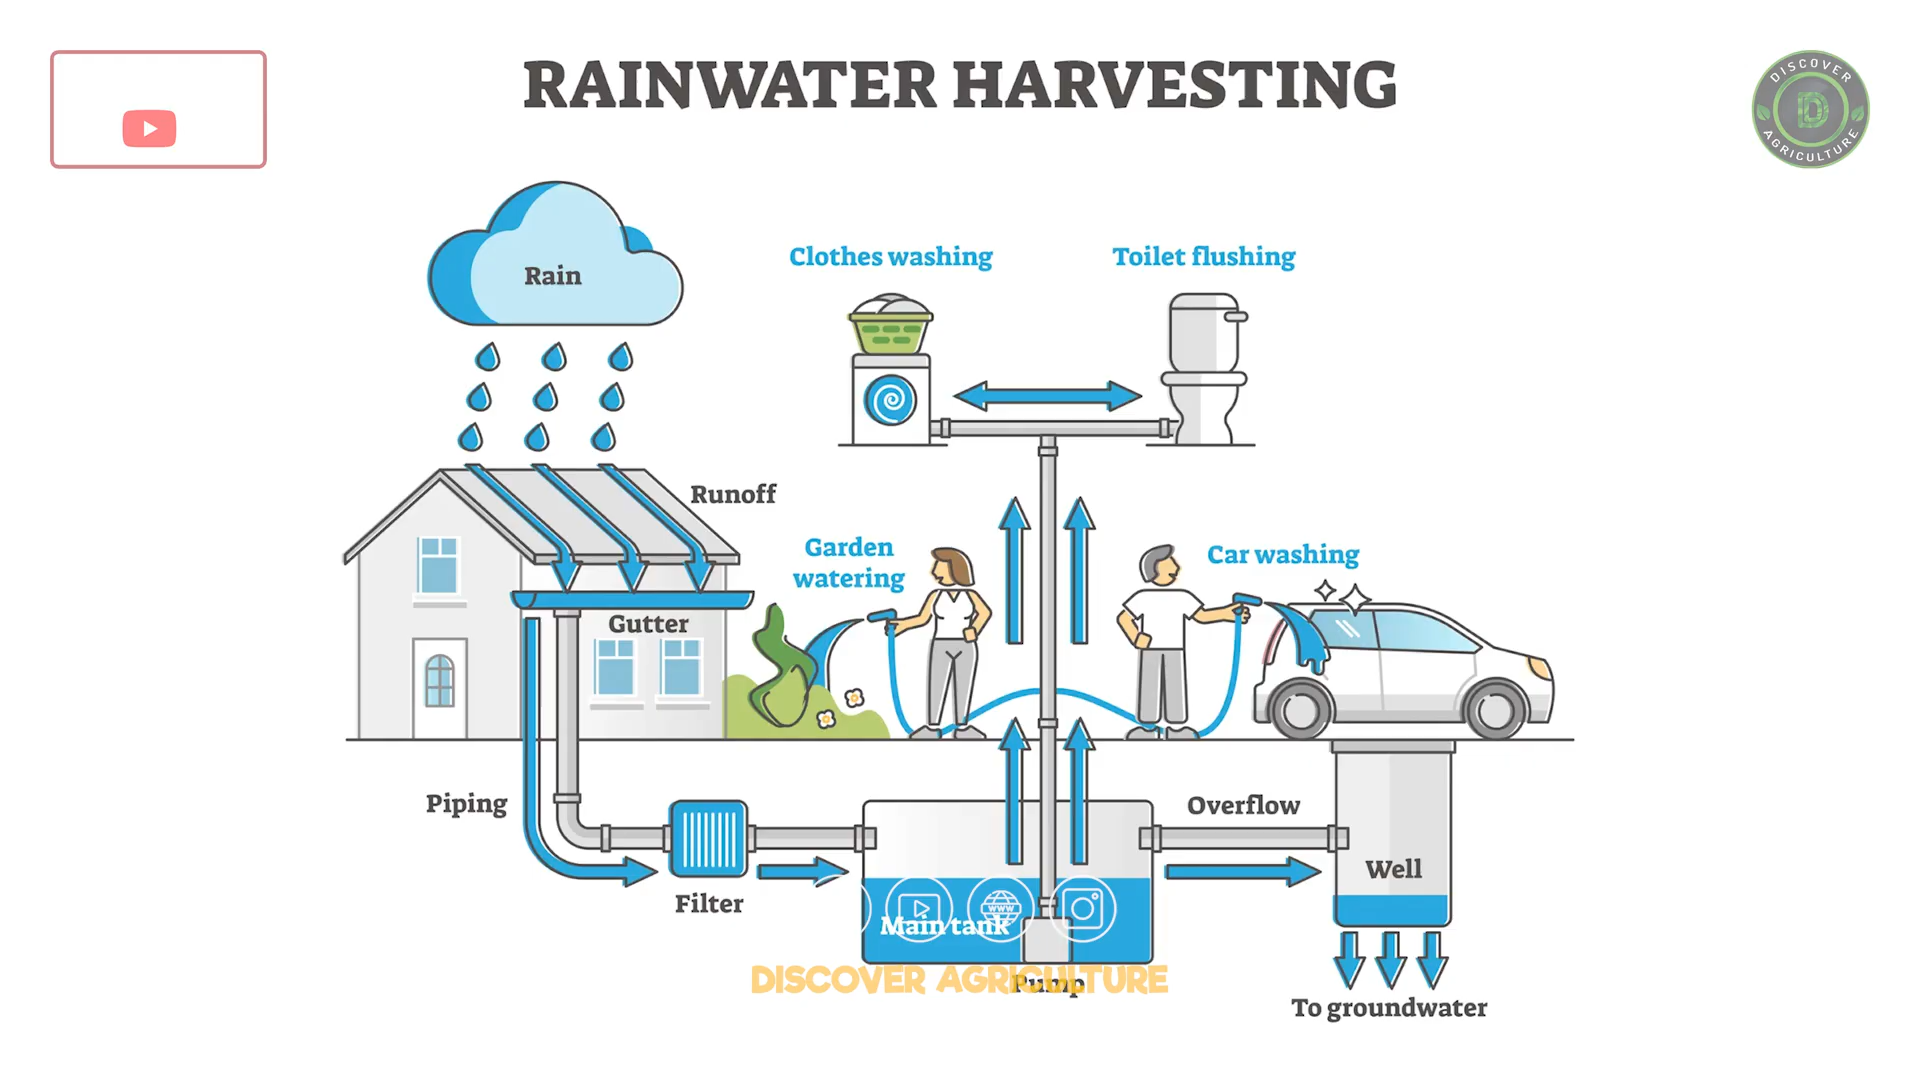 RAINWATER HARVESTING
DISCOVER
D
AGRICULTURE
Rain
Clothes washing
Toilet flushing
Runoff
Garden
watering
Car washing
Gutter
Piping
Filter
Overflow
Well
WWW
Main tank
DISCOVER AGRICULTURE
Pump
To groundwater